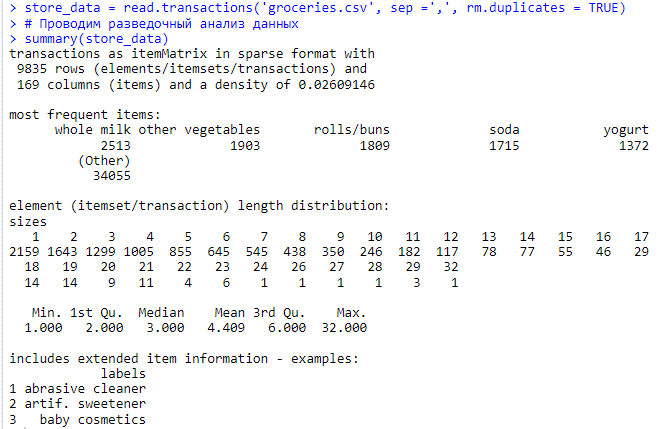 > store_data = read.transactions('groceries.csv', sep =',', rm.duplicates = TRUE)
> # Проводим разведочный анализ данных
> summary(store_data)
transactions as itemMatrix in sparse format with
 9835 rows (elements/itemsets/transactions) and
 169 columns (items) and a density of 0.02609146

most frequent items:
      whole milk other vegetables       rolls/buns             soda           yogurt
            2513             1903             1809             1715             1372
         (Other)
           34055

element (itemset/transaction) length distribution:
sizes
   1    2    3    4    5    6    7    8    9   10   11   12   13   14   15   16   17
2159 1643 1299 1005  855  645  545  438  350  246  182  117   78   77   55   46   29
  18   19   20   21   22   23   24   26   27   28   29   32
  14   14    9   11    4    6    1    1    1    1    3    1

   Min. 1st Qu.  Median    Mean 3rd Qu.    Max.
  1.000   2.000   3.000   4.409   6.000  32.000

includes extended item information - examples:
            labels
1 abrasive cleaner
2 artif. sweetener
3   baby cosmetics